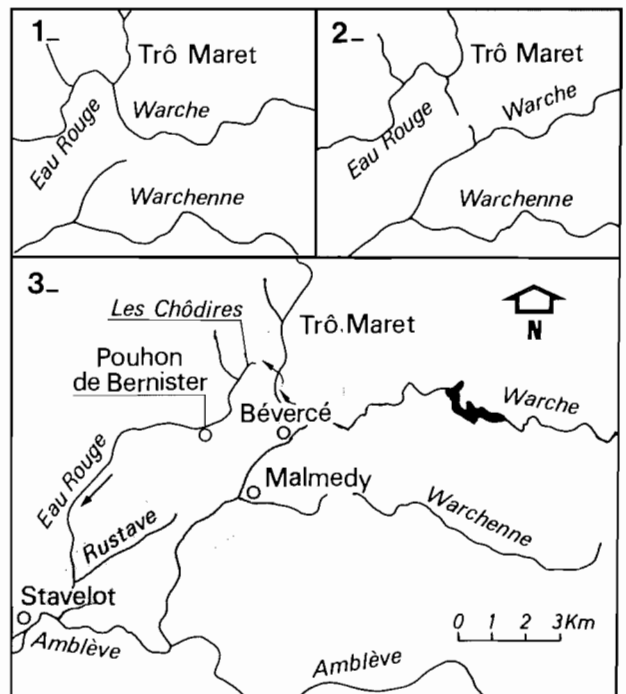 1_
Trô Maret
Warche
Eau Rouge
Warchenne
2_
Trô Maret
Warche
Eau Rouge
Warchenne
3_
Les Chôdires
Trô Maret
N
Pouhon
de Bernister
Bévercé
Warche
Eau Rouge
Malmedy
Warchenne
Rustave
Stavelot
0 1 2 3Km
Amblève
Amblève